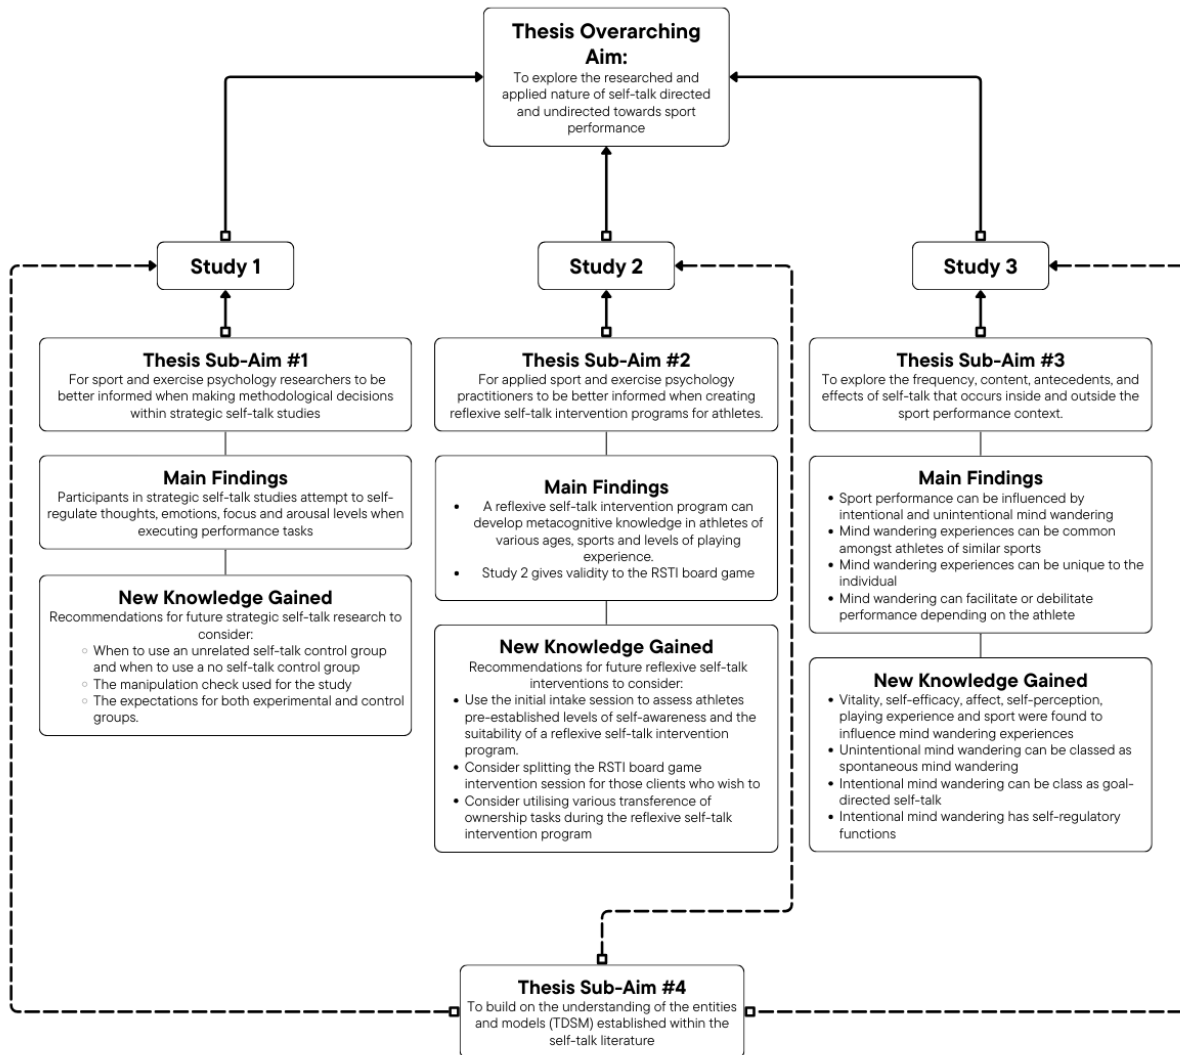 Thesis Overarching
Aim:
To explore the researched and
applied nature of self-talk directed
and undirected towards sport
performance
Study 1
Study 2
Study 3
Thesis Sub-Aim #1
For sport and exercise psychology researchers to be
better informed when making methodological decisions
within strategic self-talk studies
Main Findings
Participants in strategic self-talk studies attempt to self-
regulate thoughts, emotions, focus and arousal levels when
executing performance tasks
New Knowledge Gained
Recommendations for future strategic self-talk research to
consider:
○ When to use an unrelated self-talk control group
and when to use a no self-talk control group
○ The manipulation check used for the study
○ The expectations for both experimental and control
groups.
Thesis Sub-Aim #2
For applied sport and exercise psychology
practitioners to be better informed when creating
reflexive self-talk intervention programs for athletes.
Main Findings
• A reflexive self-talk intervention program can
develop metacognitive knowledge in athletes of
various ages, sports and levels of playing
experience.
• Study 2 gives validity to the RSTI board game
New Knowledge Gained
Recommendations for future reflexive self-talk
interventions to consider:
• Use the initial intake session to assess athletes
pre-established levels of self-awareness and the
suitability of a reflexive self-talk intervention
program.
• Consider splitting the RSTI board game
intervention session for those clients who wish to
• Consider utilising various transference of
ownership tasks during the reflexive self-talk
intervention program
Thesis Sub-Aim #3
To explore the frequency, content, antecedents, and
effects of self-talk that occurs inside and outside the
sport performance context.
Main Findings
• Sport performance can be influenced by
intentional and unintentional mind wandering
• Mind wandering experiences can be common
amongst athletes of similar sports
• Mind wandering experiences can be unique to the
individual
• Mind wandering can facilitate or debilitate
performance depending on the athlete
New Knowledge Gained
• Vitality, self-efficacy, affect, self-perception,
playing experience and sport were found to
influence mind wandering experiences
• Unintentional mind wandering can be classed as
spontaneous mind wandering
• Intentional mind wandering can be class as goal-
directed self-talk
• Intentional mind wandering has self-regulatory
functions
Thesis Sub-Aim #4
To build on the understanding of the entities
and models (TDSM) established within the
self-talk literature